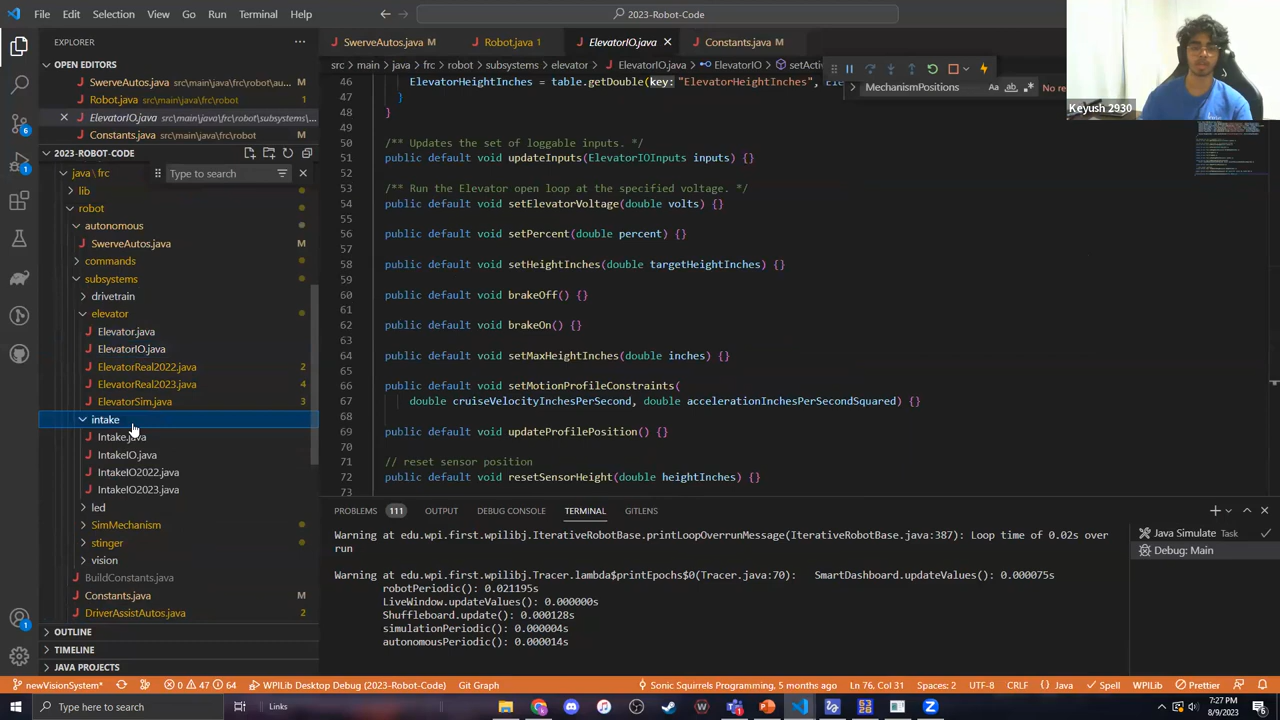 File Edit Selection View Go Run Terminal Help
2023-Robot-Code
Keyush 2930
EXPLORER
OPEN EDITORS
SwerveAutos.java src\main\java\frc\robot\au...
Robot.java src\main\java\frc\robot 1
ElevatorIO.java src\main\java\frc\robot\subsystems\...
Constants.java src\main\java\frc\robot M
2023-ROBOT-CODE
java \ frc
Type to search
lib
robot
autonomous
SwerveAutos.java M
commands
subsystems
drivetrain
elevator
Elevator.java
ElevatorIO.java
ElevatorReal2022.java 2
ElevatorReal2023.java 4
ElevatorSim.java 3
intake
Intake.java
IntakeIO.java
IntakeIO2022.java
IntakeIO2023.java
led
SimMechanism
stinger
vision
BuildConstants.java
Constants.java M
DriverAssistAutos.java 2
OUTLINE
TIMELINE
JAVA PROJECTS
SwerveAutos.java M Robot.java 1 ElevatorIO.java Constants.java M
src > main > java > frc > robot > subsystems > elevator > ElevatorIO.java > ElevatorIO > setActi
MechanismPositions Aa ab No re
46 ElevatorHeightInches = table.getDouble(key:"ElevatorHeightInches", Ele
47 }
48 }
49
50 /** Updates the set of loggable inputs. */
51 public default void updateInputs(ElevatorIOInputs inputs) {}
52
53 /** Run the Elevator open loop at the specified voltage. */
54 public default void setElevatorVoltage(double volts) {}
55
56 public default void setPercent(double percent) {}
57
58 public default void setHeightInches(double targetHeightInches) {}
59
60 public default void brakeOff() {}
61
62 public default void brakeOn() {}
63
64 public default void setMaxHeightInches(double inches) {}
65
66 public default void setMotionProfileConstraints(
67 double cruiseVelocityInchesPerSecond, double accelerationInchesPerSecondSquared) {}
68
69 public default void updateProfilePosition() {}
70
71 // reset sensor position
72 public default void resetSensorHeight(double heightInches) {}
73
PROBLEMS 111 OUTPUT DEBUG CONSOLE TERMINAL GITLENS
Warning at edu.wpi.first.wpilibj.IterativeRobotBase.printLoopOverrunMessage(IterativeRobotBase.java:387): Loop time of 0.02s over
run
Warning at edu.wpi.first.wpilibj.Tracer.lambda$printEpochs$0(Tracer.java:70): SmartDashboard.updateValues(): 0.000075s
robotPeriodic(): 0.021195s
LiveWindow.updateValues(): 0.000000s
Shuffleboard.update(): 0.000128s
simulationPeriodic(): 0.000004s
autonomousPeriodic(): 0.000014s
Java Simulate Task
Debug: Main
newVisionSystem* 0 47 64 WPILib Desktop Debug (2023-Robot-Code) Git Graph Sonic Squirrels Programming, 5 months ago Ln 76, Col 31 Spaces: 2 UTF-8 CRLF {} Java Spell WPILib Prettier
Type here to search Links
7:27 PM
8/9/2023